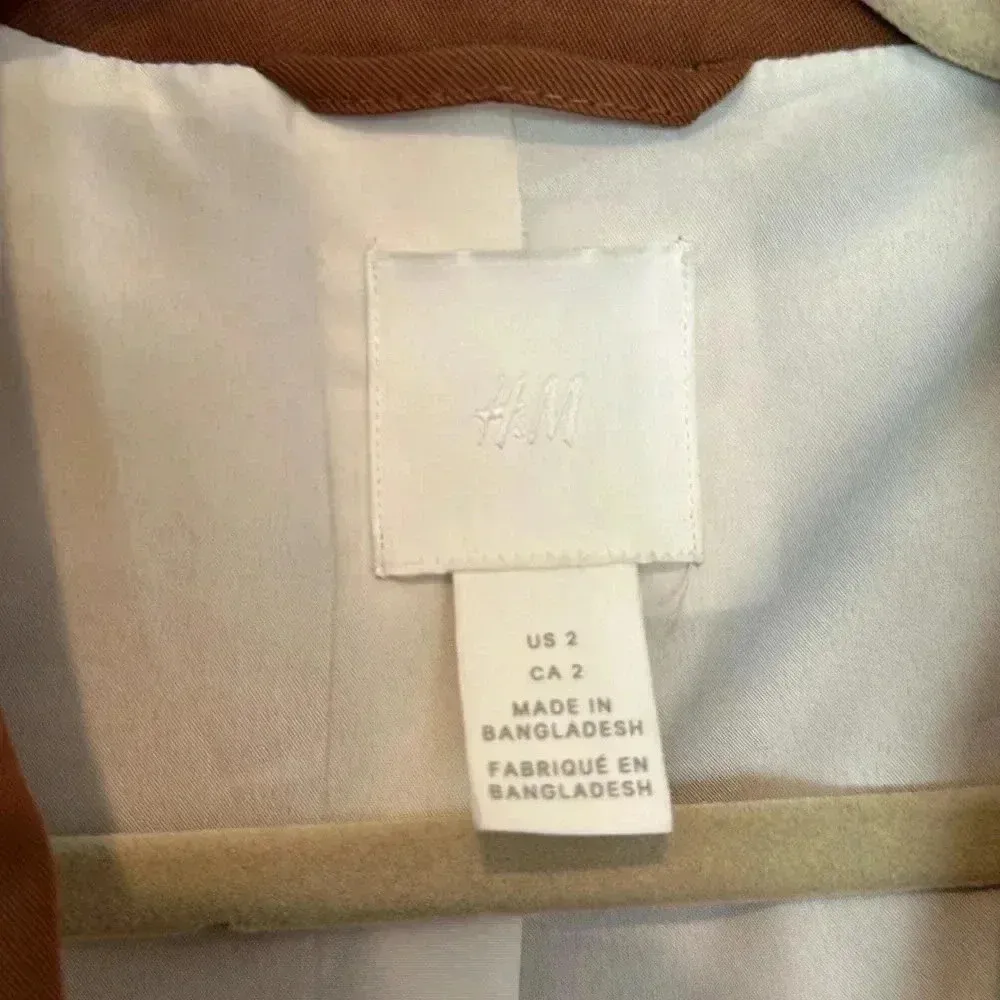 H&M
US 2
CA 2
MADE IN
BANGLADESH
FABRIQUÉ EN
BANGLADESH